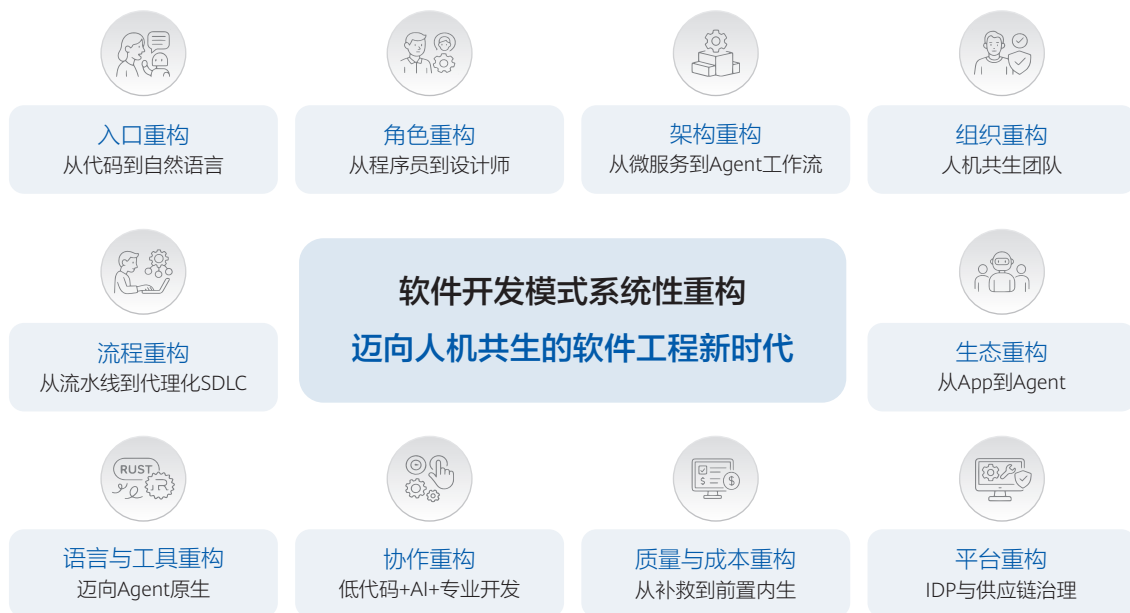 入口重构
从代码到自然语言
角色重构
从程序员到设计师
架构重构
从微服务到Agent工作流
组织重构
人机共生团队
软件开发模式系统性重构
迈向人机共生的软件工程新时代
流程重构
从流水线到代理化SDLC
生态重构
从App到Agent
RUST
R
语言与工具重构
迈向Agent原生
协作重构
低代码+AI+专业开发
$
$
质量与成本重构
从补救到前置内生
平台重构
IDP与供应链治理